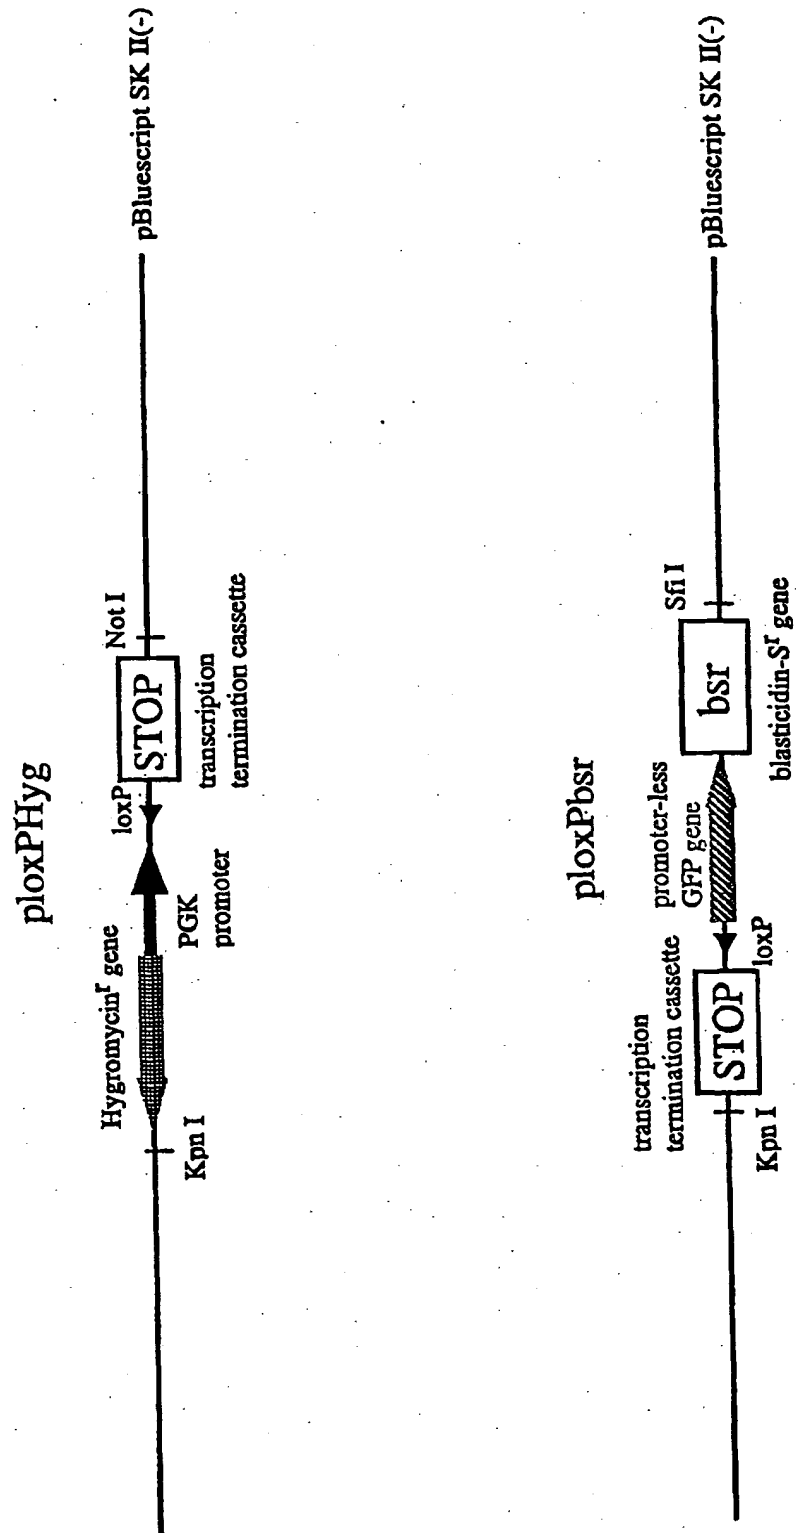 ploxPHyg
Hygromycinʳ gene
PGK
promoter
loxP
STOP
transcription
termination cassette
Not I
Kpn I
pBluescript SK II(-)
ploxPbsr
transcription
termination cassette
STOP
loxP
promoter-less
GFP gene
bsr
blasticidin-Sʳ gene
Sfi I
Kpn I
pBluescript SK II(-)